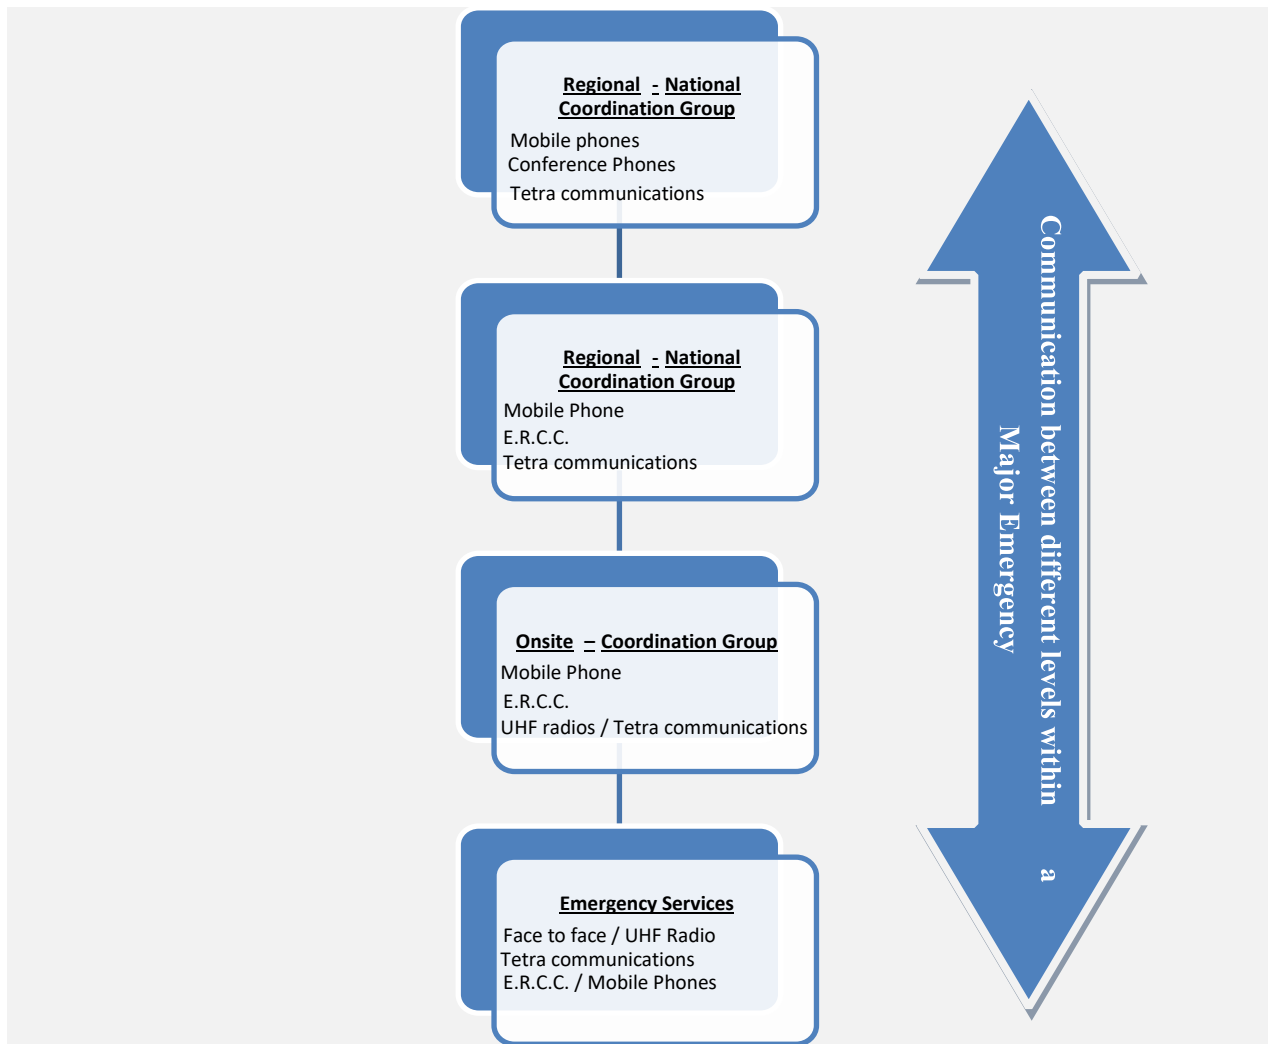 Regional - National
Coordination Group
Mobile phones
Conference Phones
Tetra communications
Regional - National
Coordination Group
Mobile Phone
E.R.C.C.
Tetra communications
Onsite – Coordination Group
Mobile Phone
E.R.C.C.
UHF radios / Tetra communications
Emergency Services
Face to face / UHF Radio
Tetra communications
E.R.C.C. / Mobile Phones
Communication between different levels within a
Major Emergency